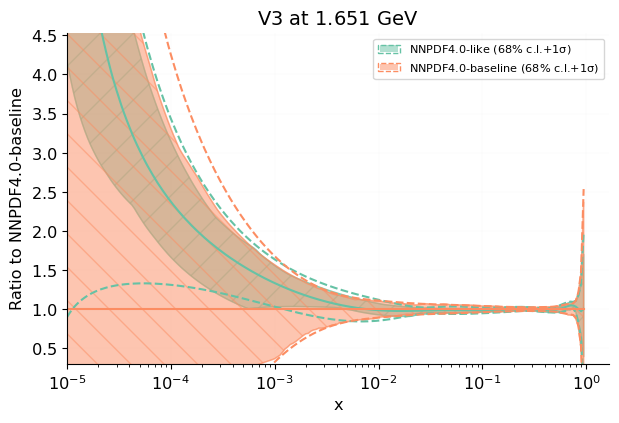 V3 at 1.651 GeV
NNPDF4.0-like (68% c.l.+1σ)
NNPDF4.0-baseline (68% c.l.+1σ)
Ratio to NNPDF4.0-baseline
4.5
4.0
3.5
3.0
2.5
2.0
1.5
1.0
0.5
10⁻⁵ 10⁻⁴ 10⁻³ 10⁻² 10⁻¹ 10⁰
x